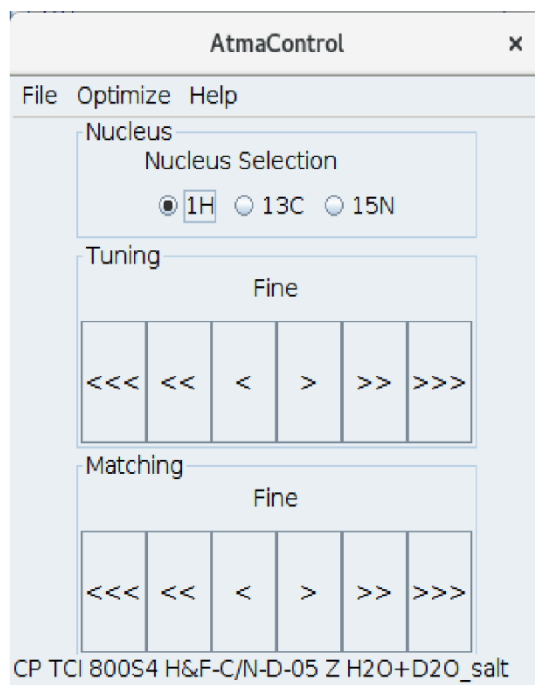 AtmaControl ×
File Optimize Help
Nucleus
Nucleus Selection
1H 13C 15N
Tuning
Fine
<<< << < > >> >>>
Matching
Fine
<<< << < > >> >>>
CP TCI 800S4 H&F-C/N-D-05 Z H2O+D2O_salt